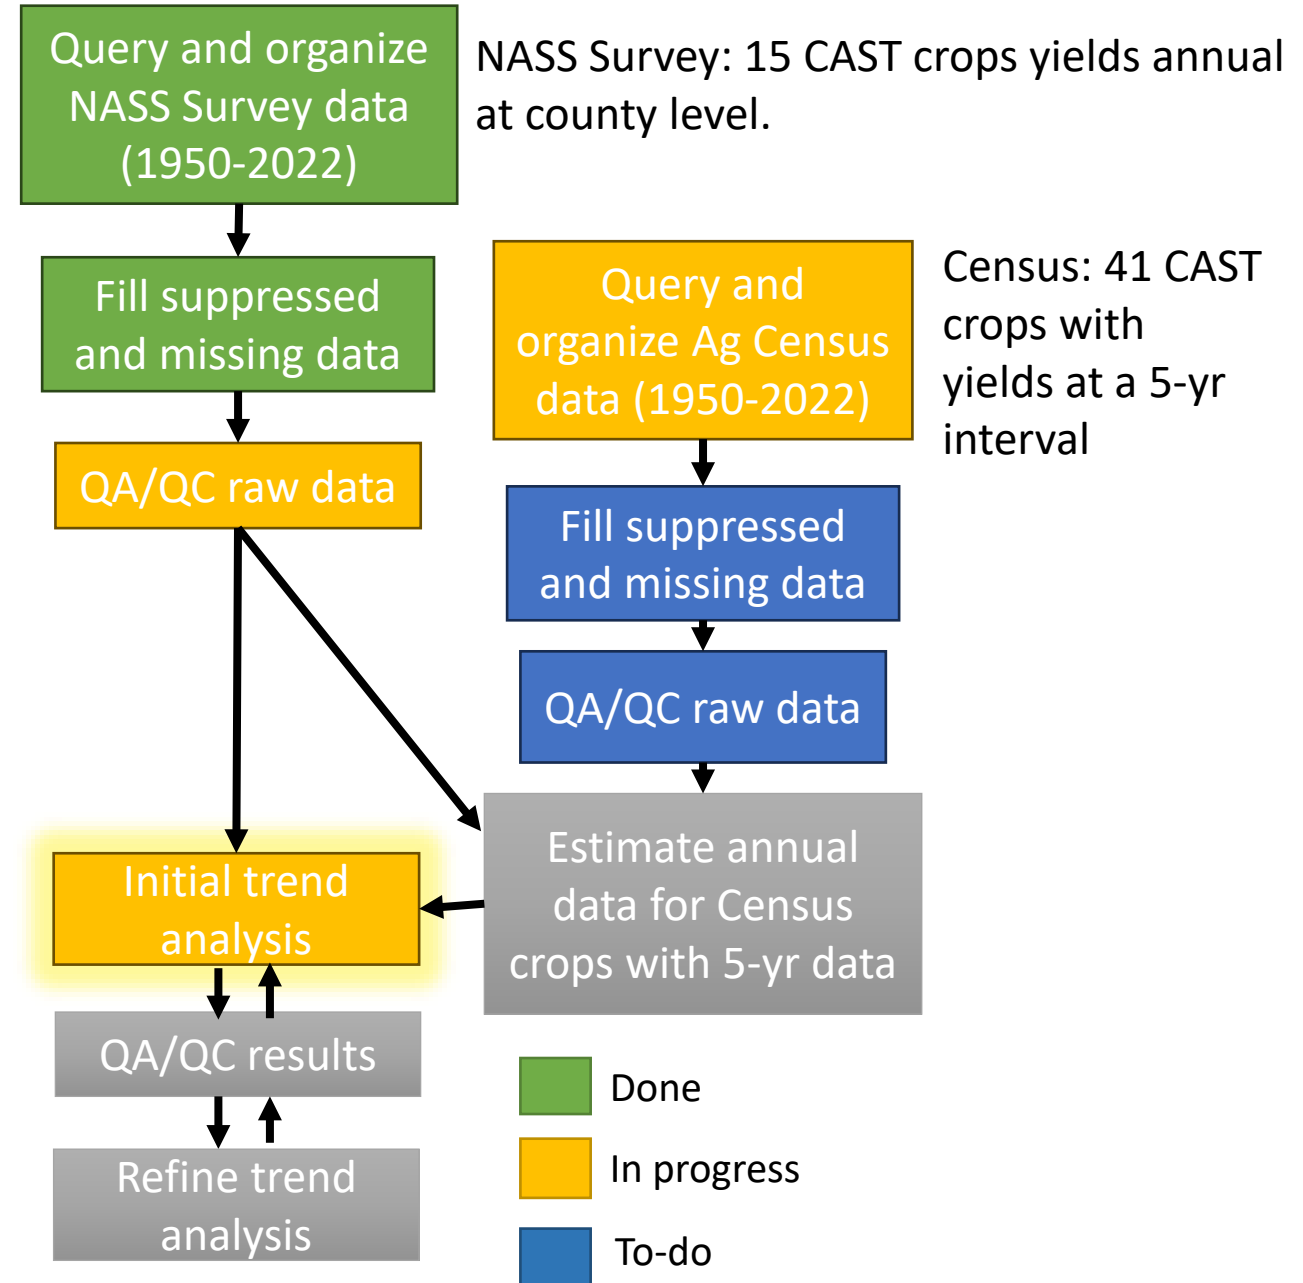 Query and organize
NASS Survey data
(1950-2022)
NASS Survey: 15 CAST crops yields annual
at county level.
Fill suppressed
and missing data
QA/QC raw data
Query and
organize Ag Census
data (1950-2022)
Census: 41 CAST
crops with
yields at a 5-yr
interval
Fill suppressed
and missing data
QA/QC raw data
Estimate annual
data for Census
crops with 5-yr data
Initial trend
analysis
QA/QC results
Refine trend
analysis
Done
In progress
To-do